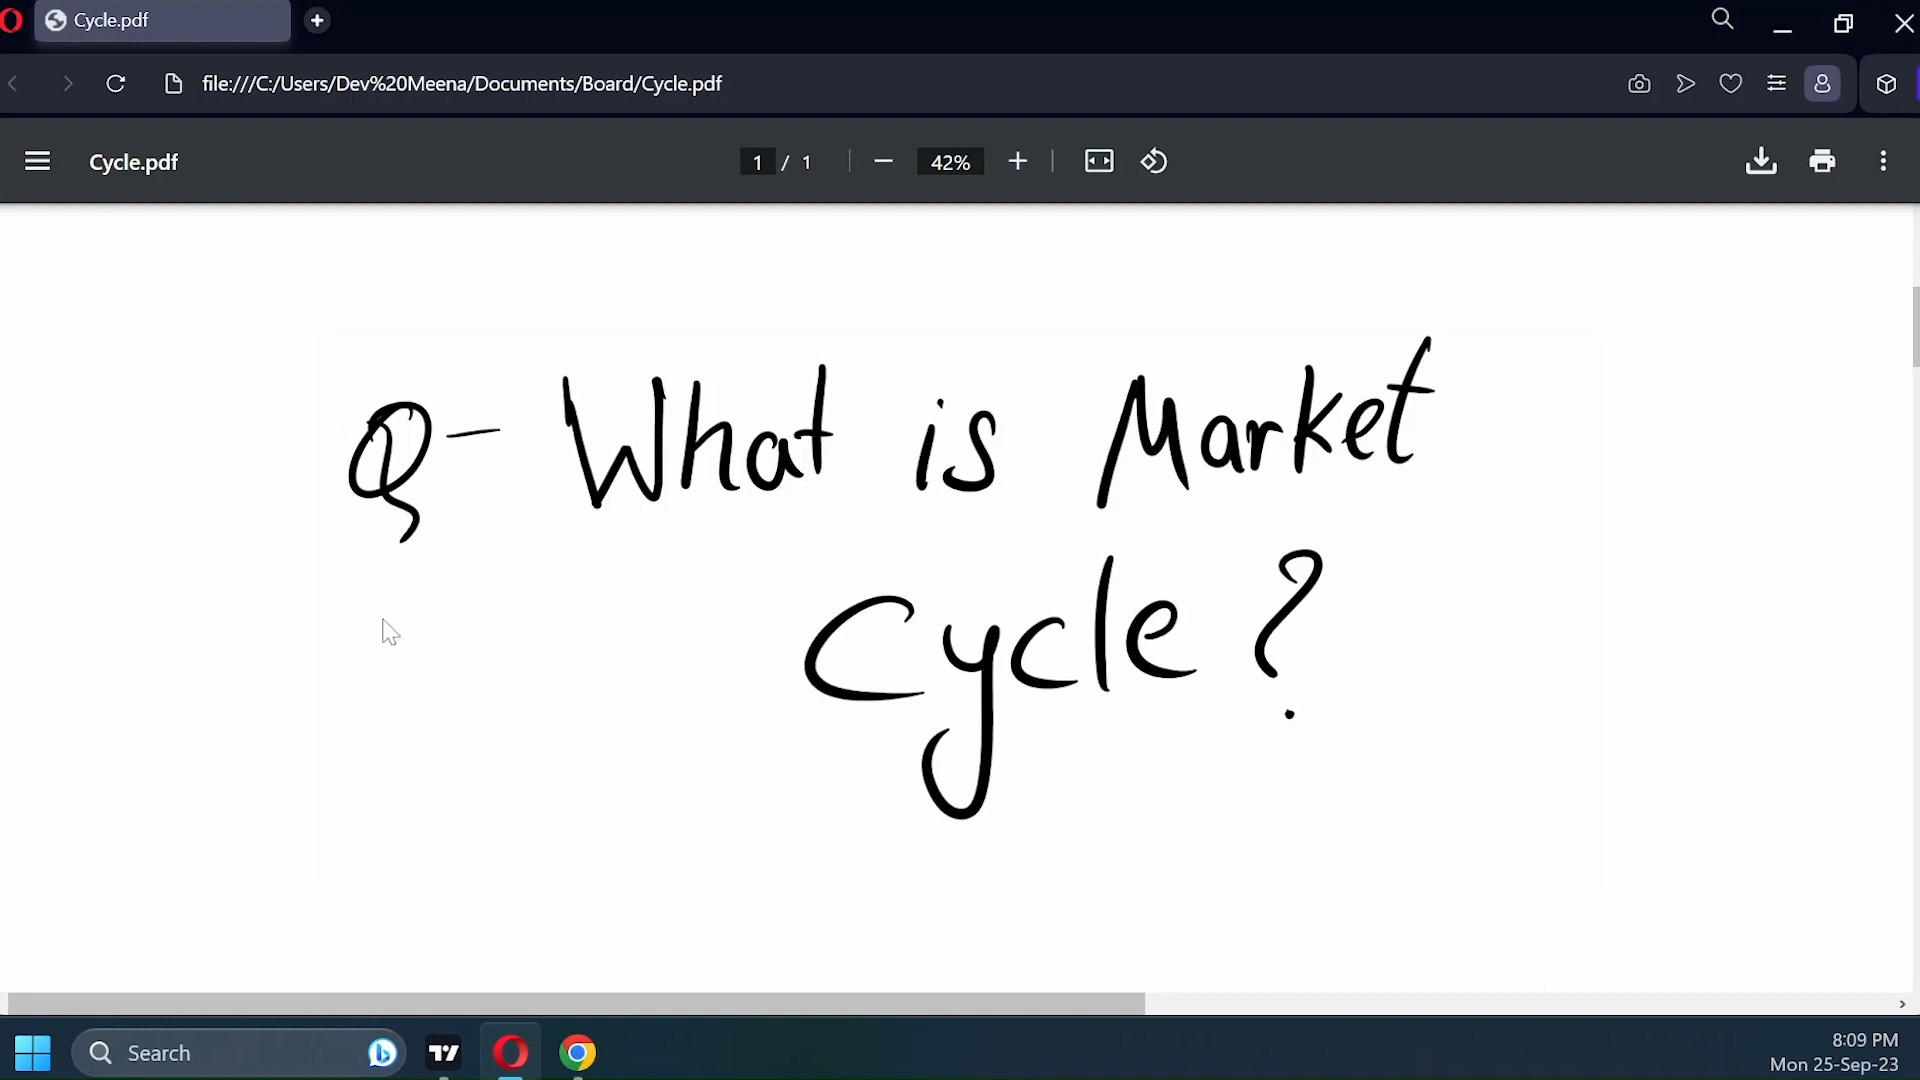 Cycle.pdf
file:///C:/Users/Dev%20Meena/Documents/Board/Cycle.pdf
Cycle.pdf
1 / 1
42%
Q- What is Market
Cycle?
Search
8:09 PM
Mon 25-Sep-23